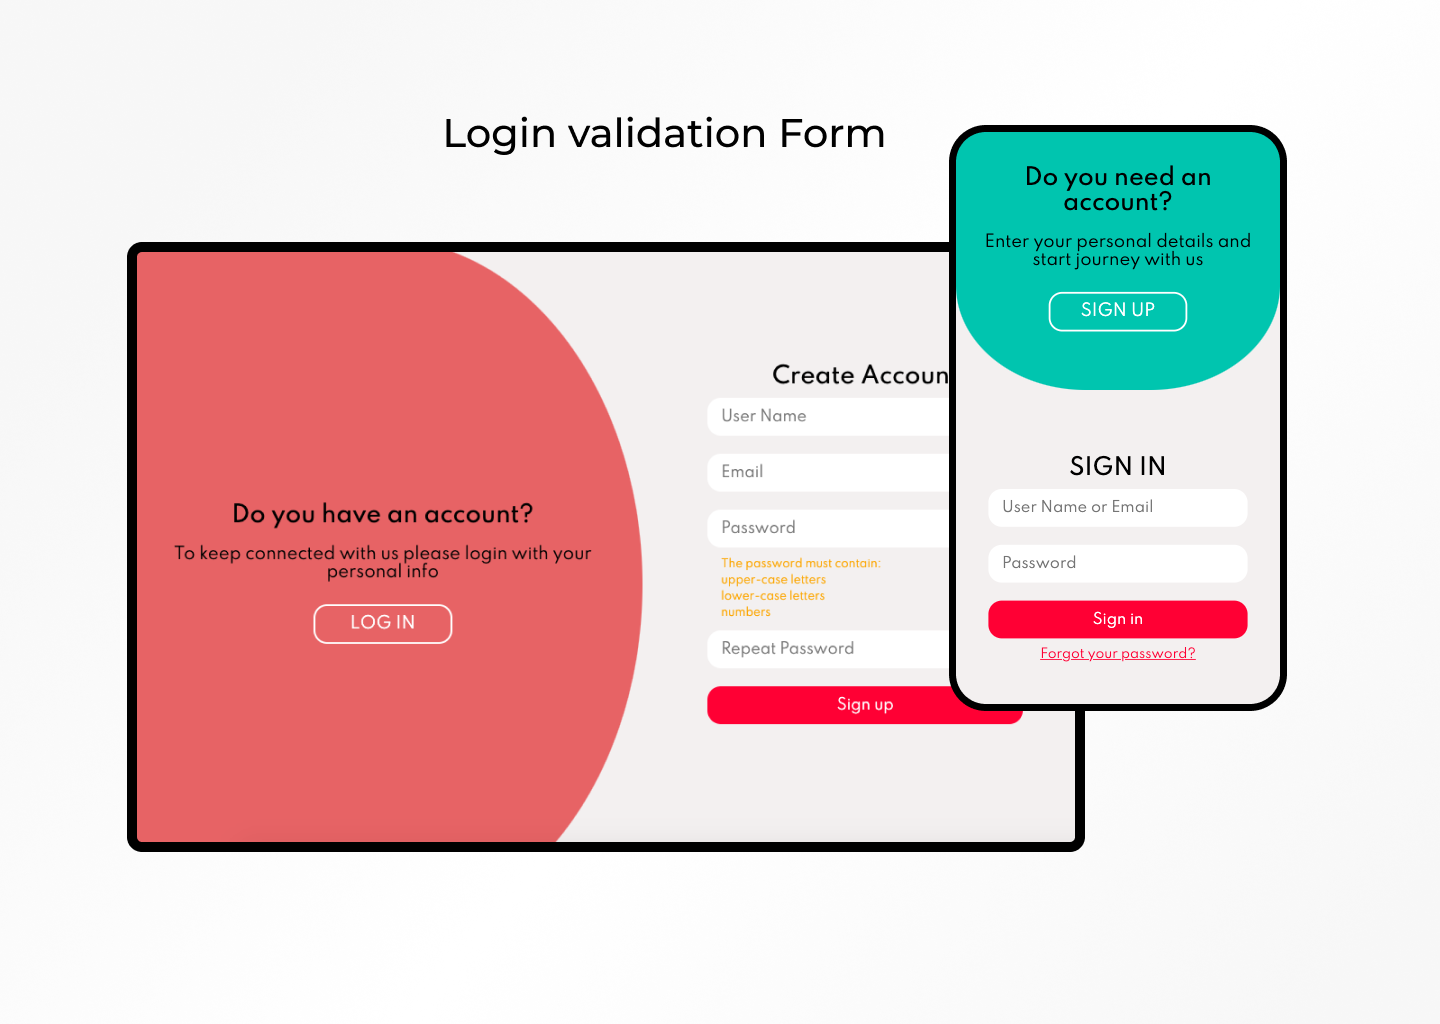 Login validation Form
Do you have an account?
To keep connected with us please login with your
personal info
LOG IN
Create Accoun
User Name
Email
Password
The password must contain:
upper-case letters
lower-case letters
numbers
Repeat Password
Sign up
Do you need an
account?
Enter your personal details and
start journey with us
SIGN UP
SIGN IN
User Name or Email
Password
Sign in
Forgot your password?